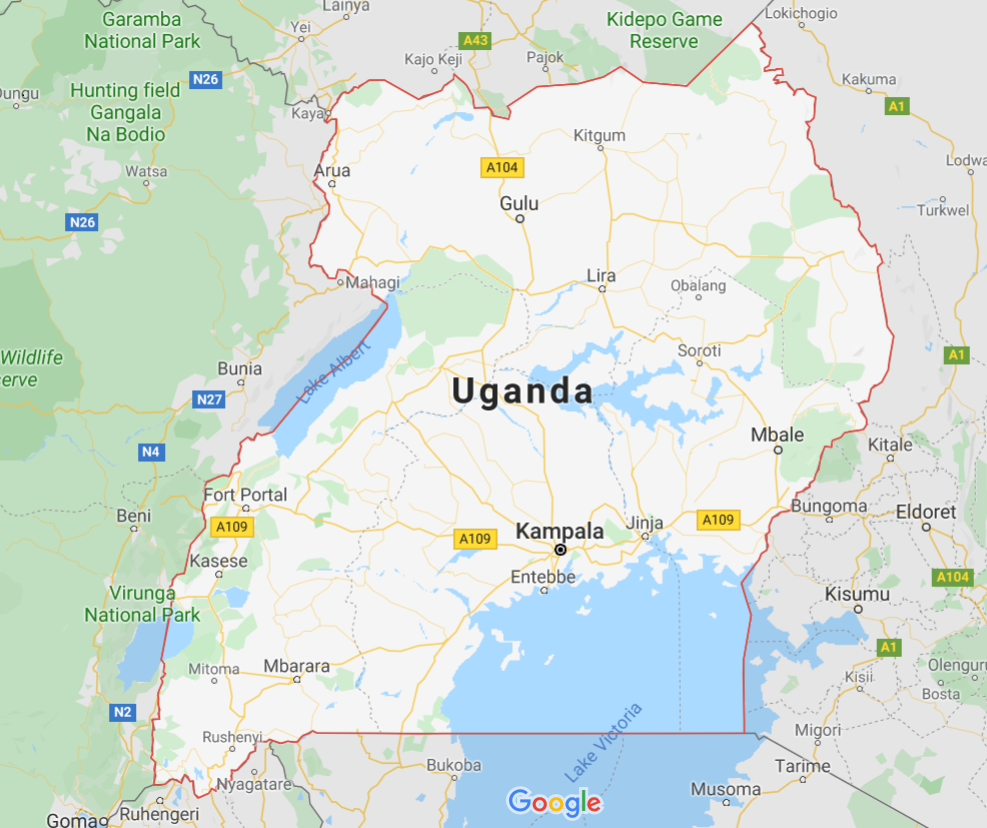 Garamba
National Park
Lainya
Yei
A43
Kidepo Game
Reserve
Lokichogio
Kajo Keji
Pajok
N26
Kakuma
A1
Hunting field
Gangala
Na Bodio
Kaya
Kitgum
Watsa
Arua
A104
Gulu
N26
Turkwel
Mahagi
Lira
Obalang
Wildlife
Bunia
Lake Albert
Soroti
A1
N27
Uganda
Mbale
N4
Kitale
Fort Portal
A109
Beni
Kampala
A109
Jinja
A109
Bungoma
Eldoret
Kasese
Entebbe
A104
Virunga
National Park
Kisumu
A1
Mitoma
Mbarara
Kisii
Bosta
N2
Rushenyi
Lake Victoria
Migori
Bukoba
Tarime
Nyagatare
Musoma
Ruhengeri
Goma
Google